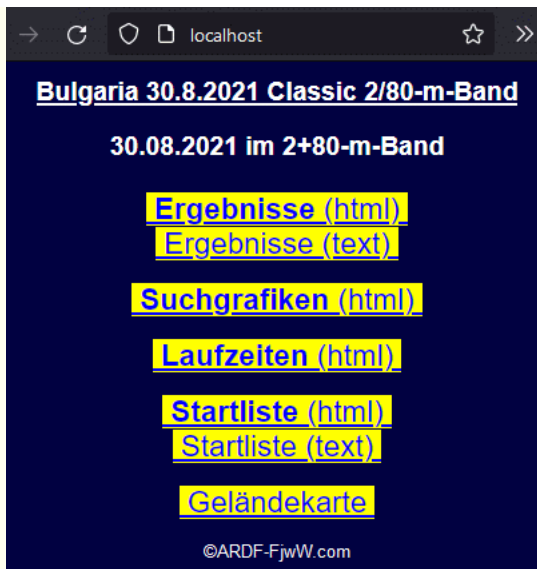 localhost
Bulgaria 30.8.2021 Classic 2/80-m-Band
30.08.2021 im 2+80-m-Band
Ergebnisse (html)
Ergebnisse (text)
Suchgrafiken (html)
Laufzeiten (html)
Startliste (html)
Startliste (text)
Geländekarte
©ARDF-FjwW.com